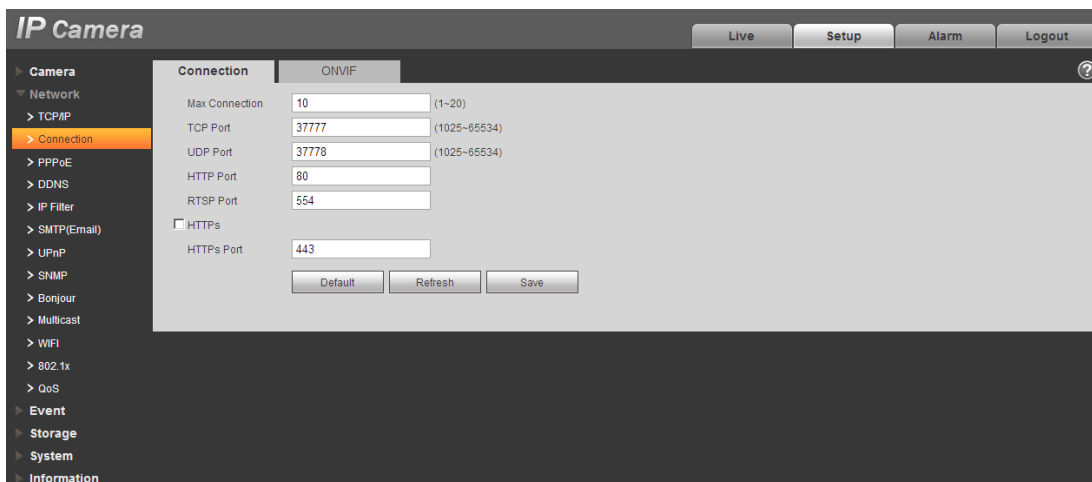 IP Camera
Live Setup Alarm Logout
Camera
Network
> TCP/IP
> Connection
> PPPoE
> DDNS
> IP Filter
> SMTP(Email)
> UPnP
> SNMP
> Bonjour
> Multicast
> WIFI
> 802.1x
> QoS
Event
Storage
System
Information
Connection ONVIF
?
Max Connection 10 (1~20)
TCP Port 37777 (1025~65534)
UDP Port 37778 (1025~65534)
HTTP Port 80
RTSP Port 554
HTTPs
HTTPs Port 443
Default Refresh Save